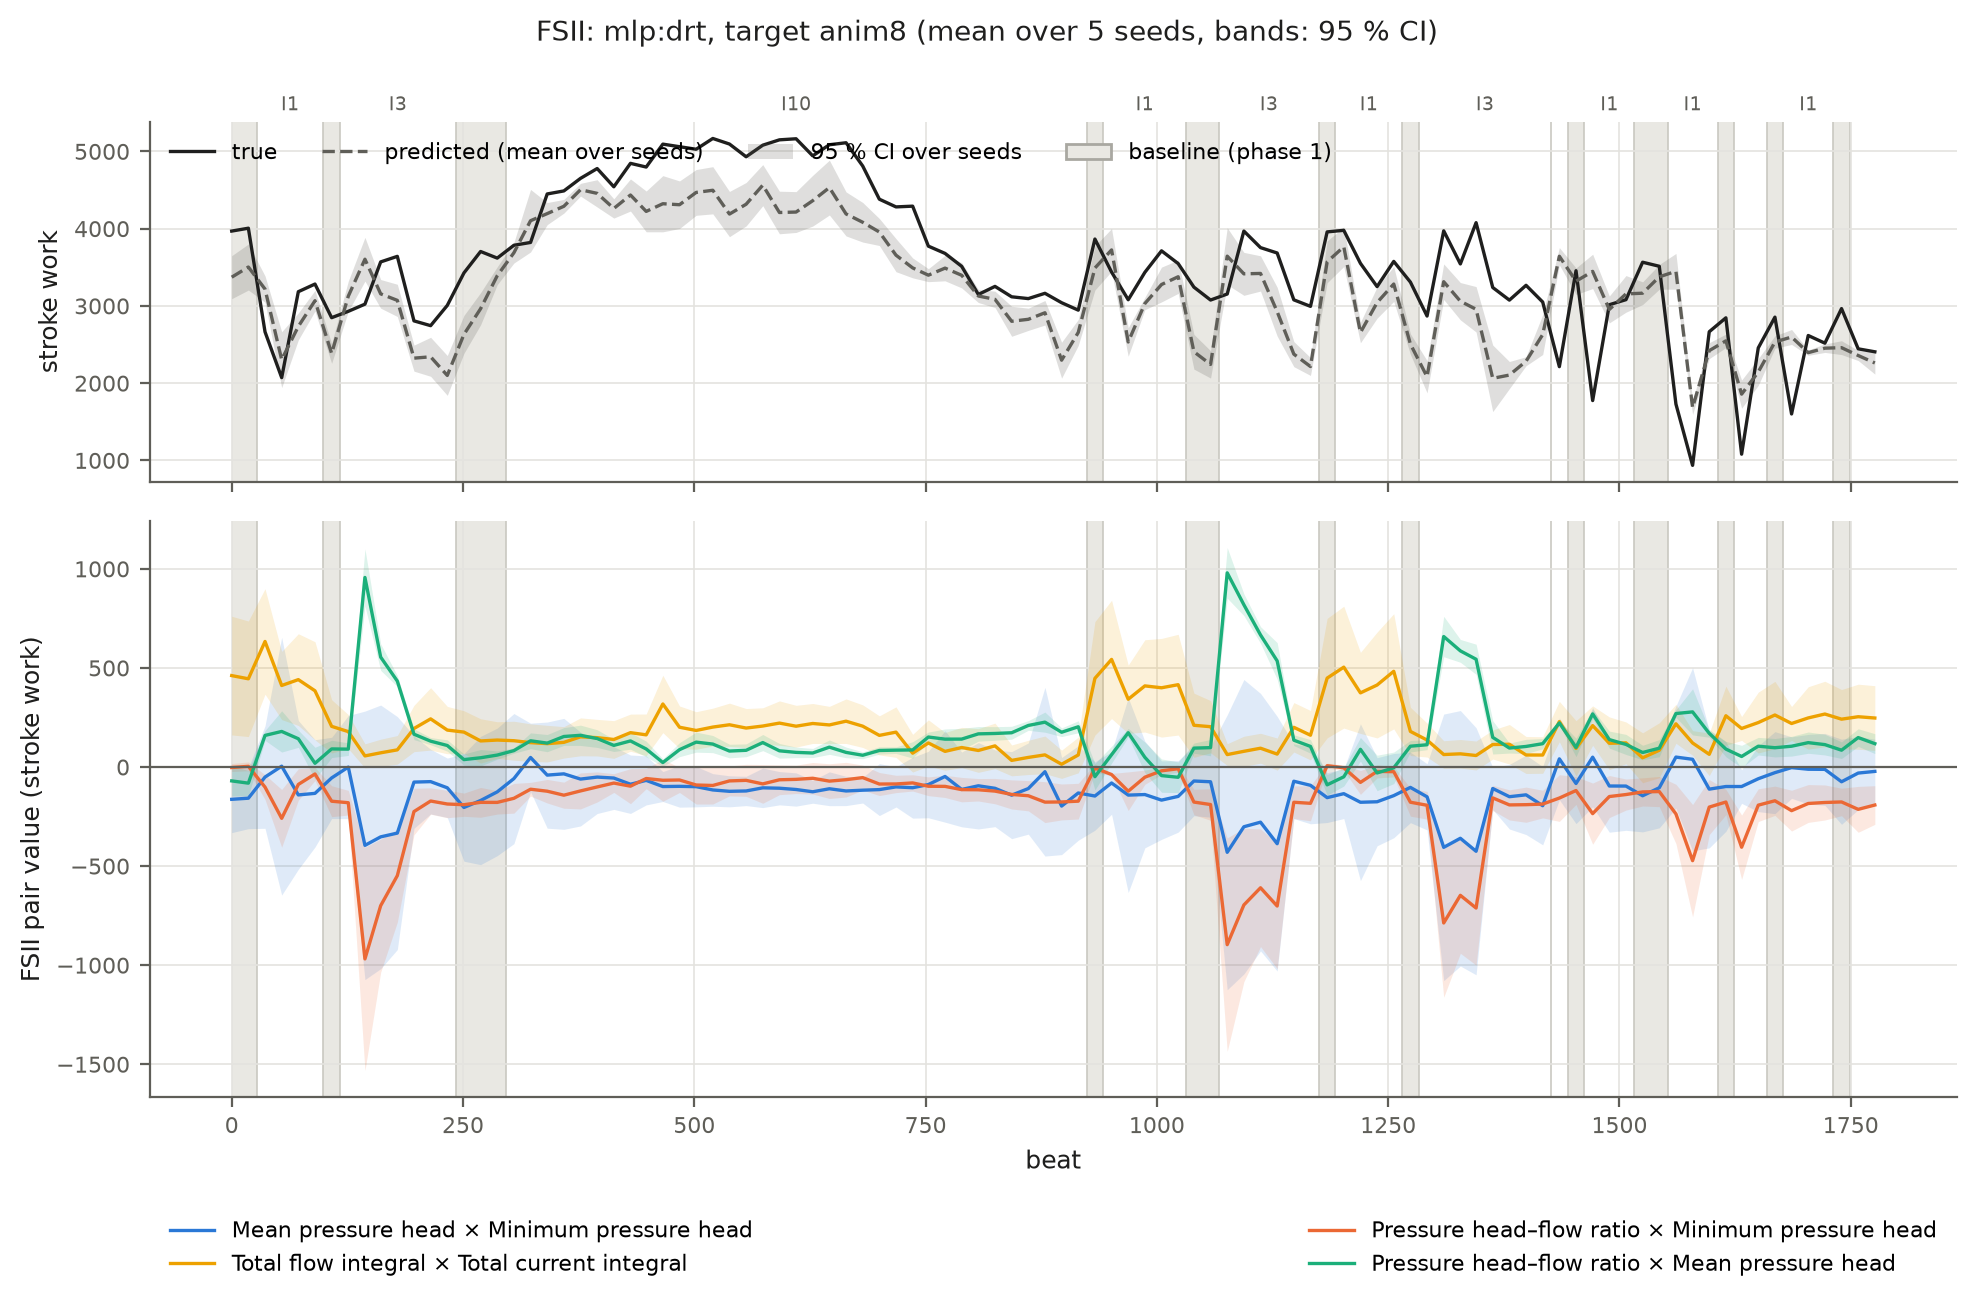 FSII: mlp:drt, target anim8 (mean over 5 seeds, bands: 95 % CI)
I1 I3 I10 I1 I3 I1 I3 I1 I1 I1
true predicted (mean over seeds) 95 % CI over seeds baseline (phase 1)
5000
4000
3000
2000
1000
stroke work
1000
500
0
−500
−1000
−1500
FSII pair value (stroke work)
0 250 500 750 1000 1250 1500 1750
beat
Mean pressure head × Minimum pressure head
Total flow integral × Total current integral
Pressure head–flow ratio × Minimum pressure head
Pressure head–flow ratio × Mean pressure head